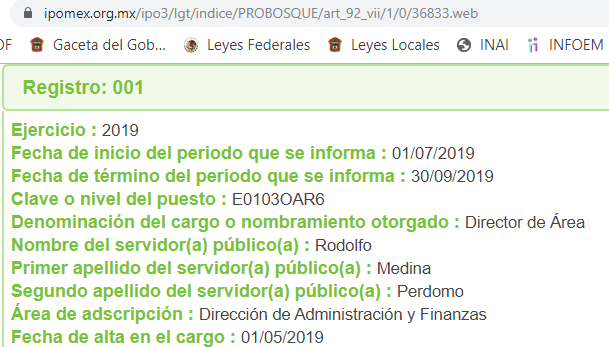 ipomex.org.mx/ipo3/lgt/indice/PROBOSQUE/art_92_vii/1/0/36833.web
OF Gaceta del Gob... Leyes Federales Leyes Locales INAI INFOEM
Registro: 001
Ejercicio : 2019
Fecha de inicio del periodo que se informa : 01/07/2019
Fecha de término del periodo que se informa : 30/09/2019
Clave o nivel del puesto : E0103OAR6
Denominación del cargo o nombramiento otorgado : Director de Área
Nombre del servidor(a) público(a) : Rodolfo
Primer apellido del servidor(a) público(a) : Medina
Segundo apellido del servidor(a) público(a) : Perdomo
Área de adscripción : Dirección de Administración y Finanzas
Fecha de alta en el cargo : 01/05/2019